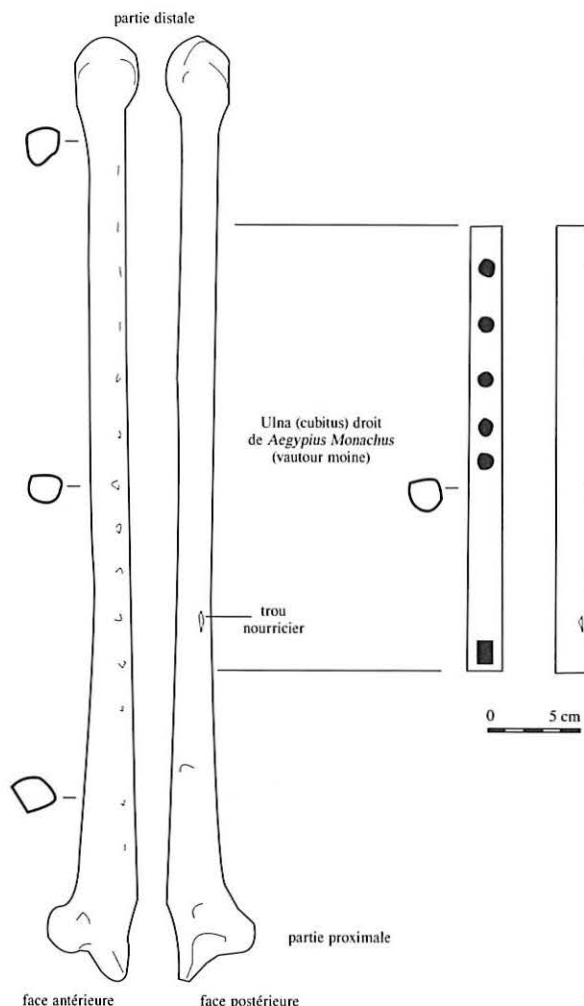 partie distale
Ulna (cubitus) droit
de Aegypius Monachus
(vautour moine)
trou
nourricier
0 5 cm
partie proximale
face antérieure face postérieure